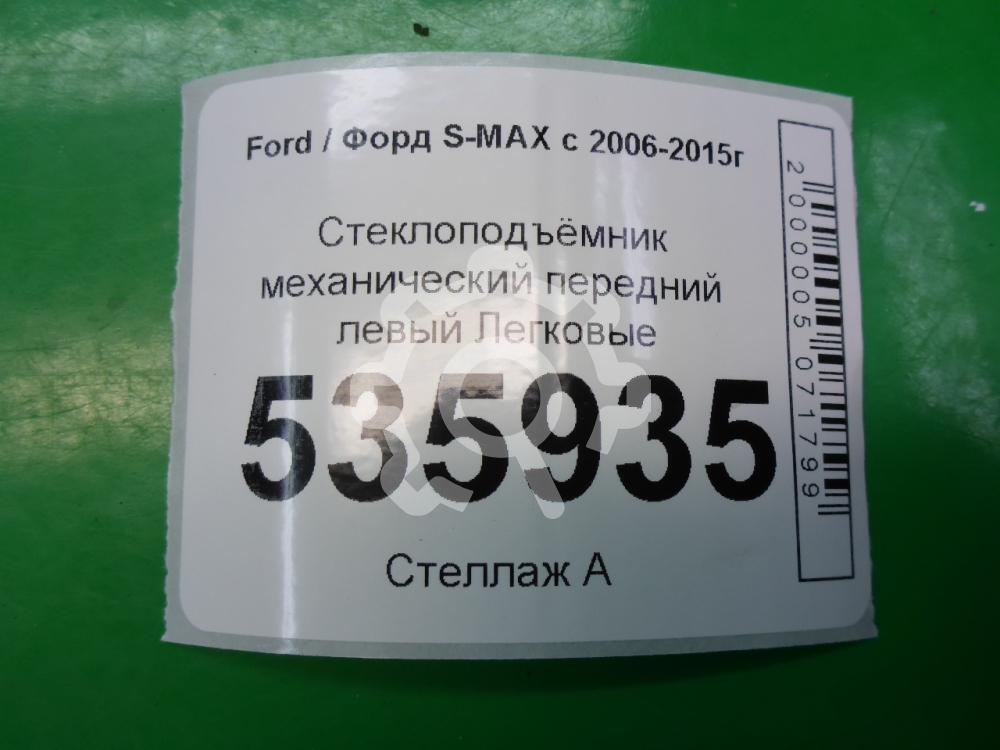 Ford / Форд S-MAX с 2006-2015г
Стеклоподъёмник
механический передний
левый Легковые
535935
Стеллаж А
2000005071799